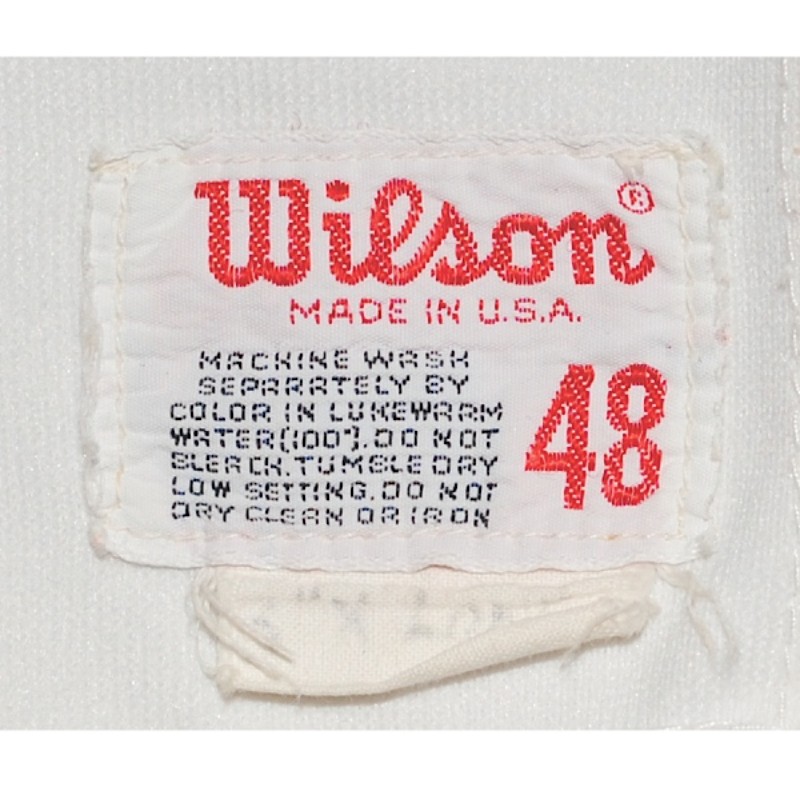 Wilson®
MADE IN U.S.A.
MACHINE WASH
SEPARATELY BY
COLOR IN LUKEWARM
WATER(100°).DO NOT
BLEACH.TUMBLE DRY
LOW SETTING.DO NOT
DRY CLEAN OR IRON
48